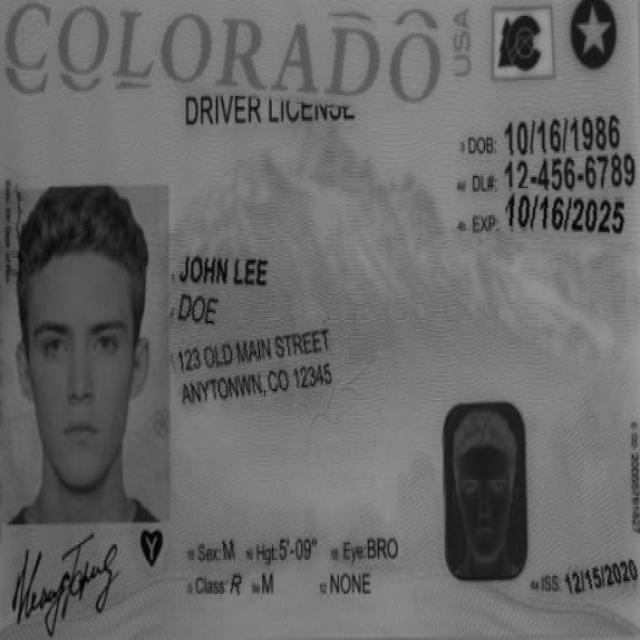 COLORADO
USA
DRIVER LICENSE
3 DOB: 10/16/1986
4d DL#: 12-456-6789
4b EXP: 10/16/2025
JOHN LEE
DOE
123 OLD MAIN STREET
ANYTONWN, CO 12345
15 Sex: M 16 Hgt: 5'-09" 18 Eye: BRO
9 Class: R 9a M 12 NONE
4a ISS: 12/15/2020